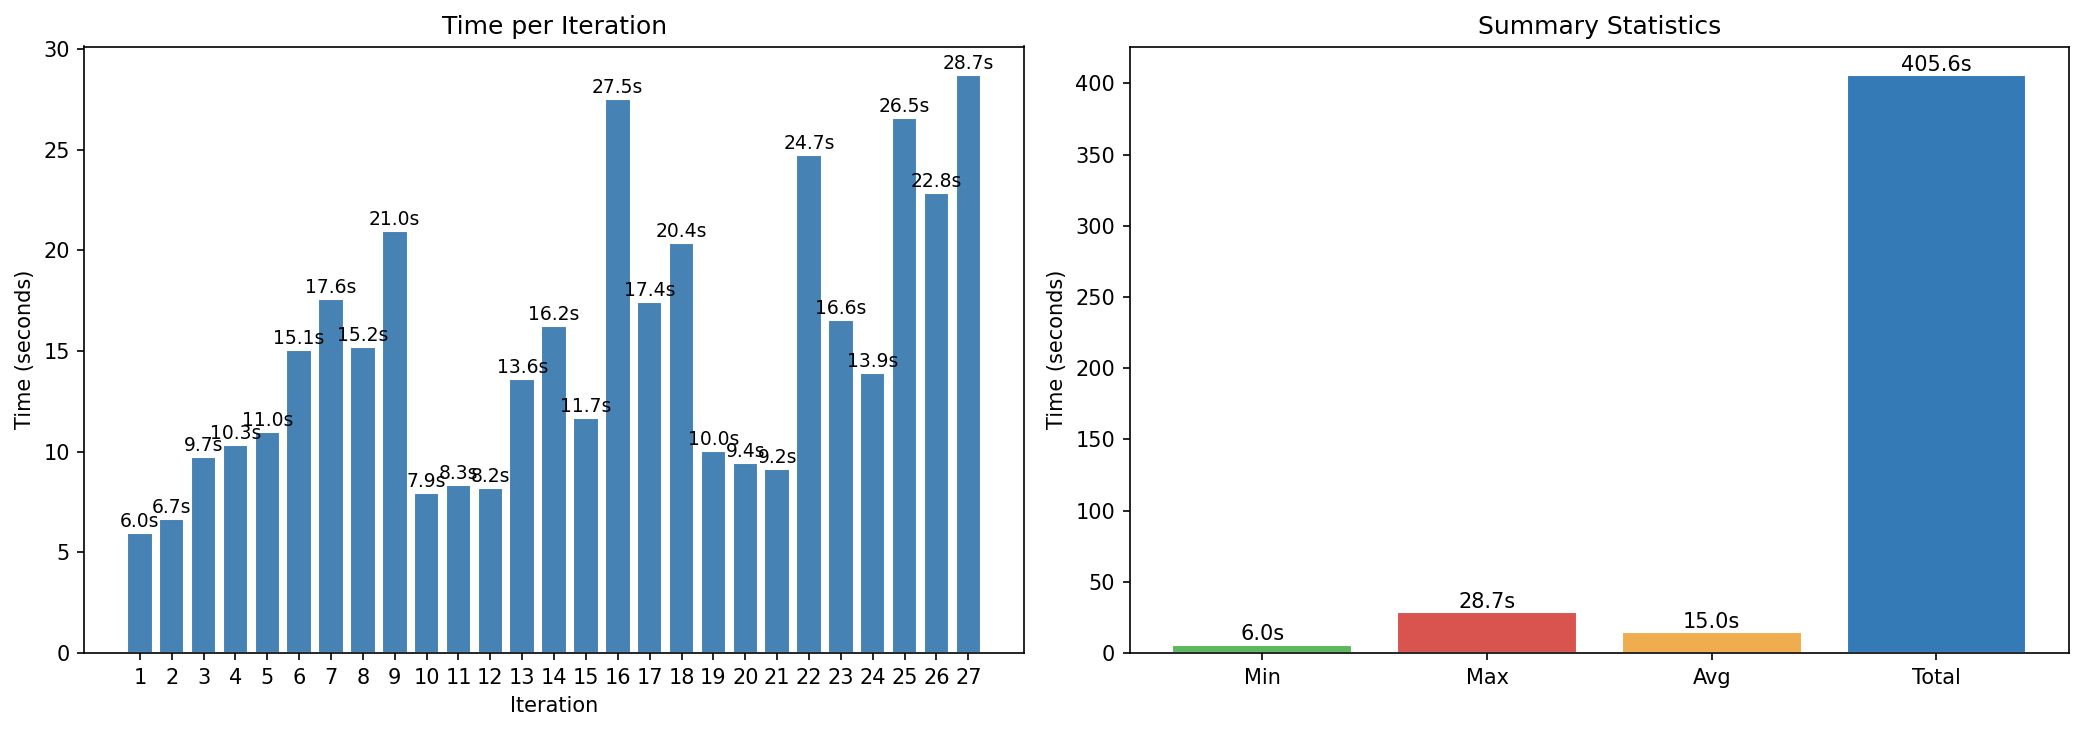 Time per Iteration
Time (seconds)
30
25
20
15
10
5
0
6.0s
6.7s
9.7s
10.3s
11.0s
15.1s
17.6s
15.2s
21.0s
7.9s
8.3s
8.2s
13.6s
16.2s
11.7s
27.5s
17.4s
20.4s
10.0s
9.4s
9.2s
24.7s
16.6s
13.9s
26.5s
22.8s
28.7s
1 2 3 4 5 6 7 8 9 10 11 12 13 14 15 16 17 18 19 20 21 22 23 24 25 26 27
Iteration
Summary Statistics
Time (seconds)
400
350
300
250
200
150
100
50
0
6.0s
28.7s
15.0s
405.6s
Min Max Avg Total